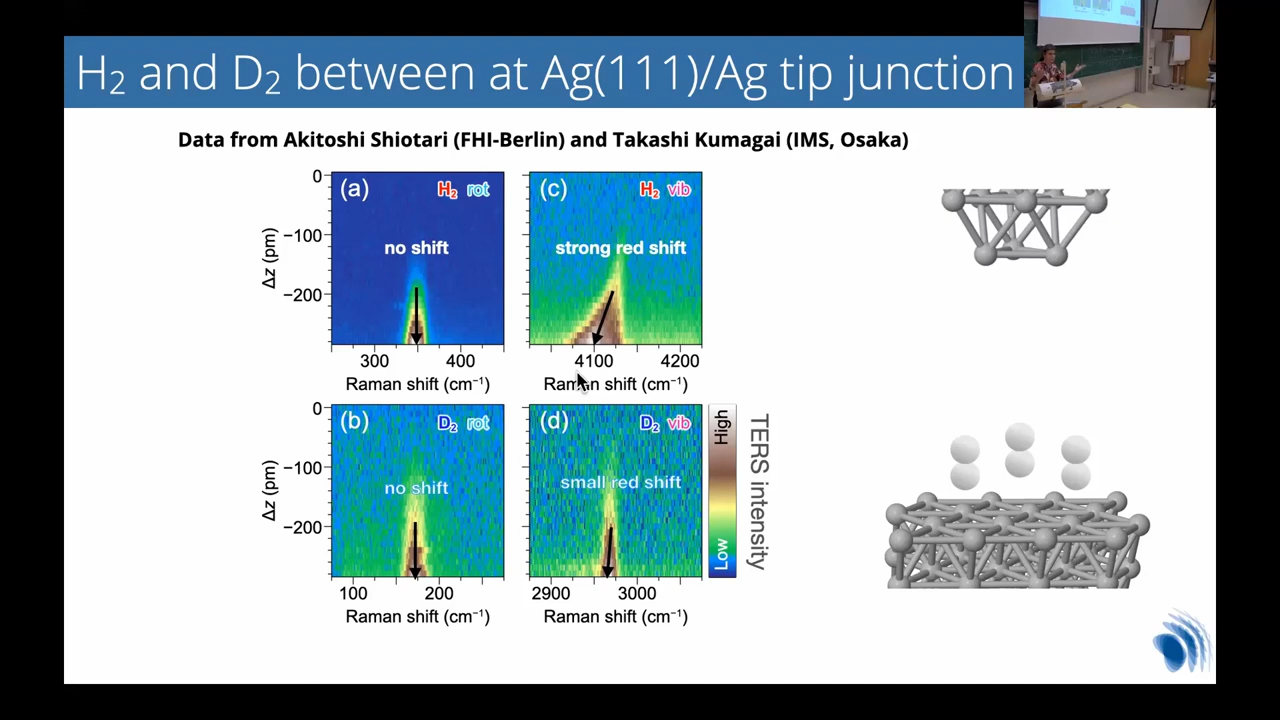 H₂ and D₂ between at Ag(111)/Ag tip junction
Data from Akitoshi Shiotari (FHI-Berlin) and Takashi Kumagai (IMS, Osaka)
(a) H₂ rot
no shift
0
−100
−200
Δz (pm)
300 400
Raman shift (cm⁻¹)
(c) H₂ vib
strong red shift
4100 4200
Raman shift (cm⁻¹)
(b) D₂ rot
no shift
0
−100
−200
Δz (pm)
100 200
Raman shift (cm⁻¹)
(d) D₂ vib
small red shift
2900 3000
Raman shift (cm⁻¹)
High
Low
TERS intensity